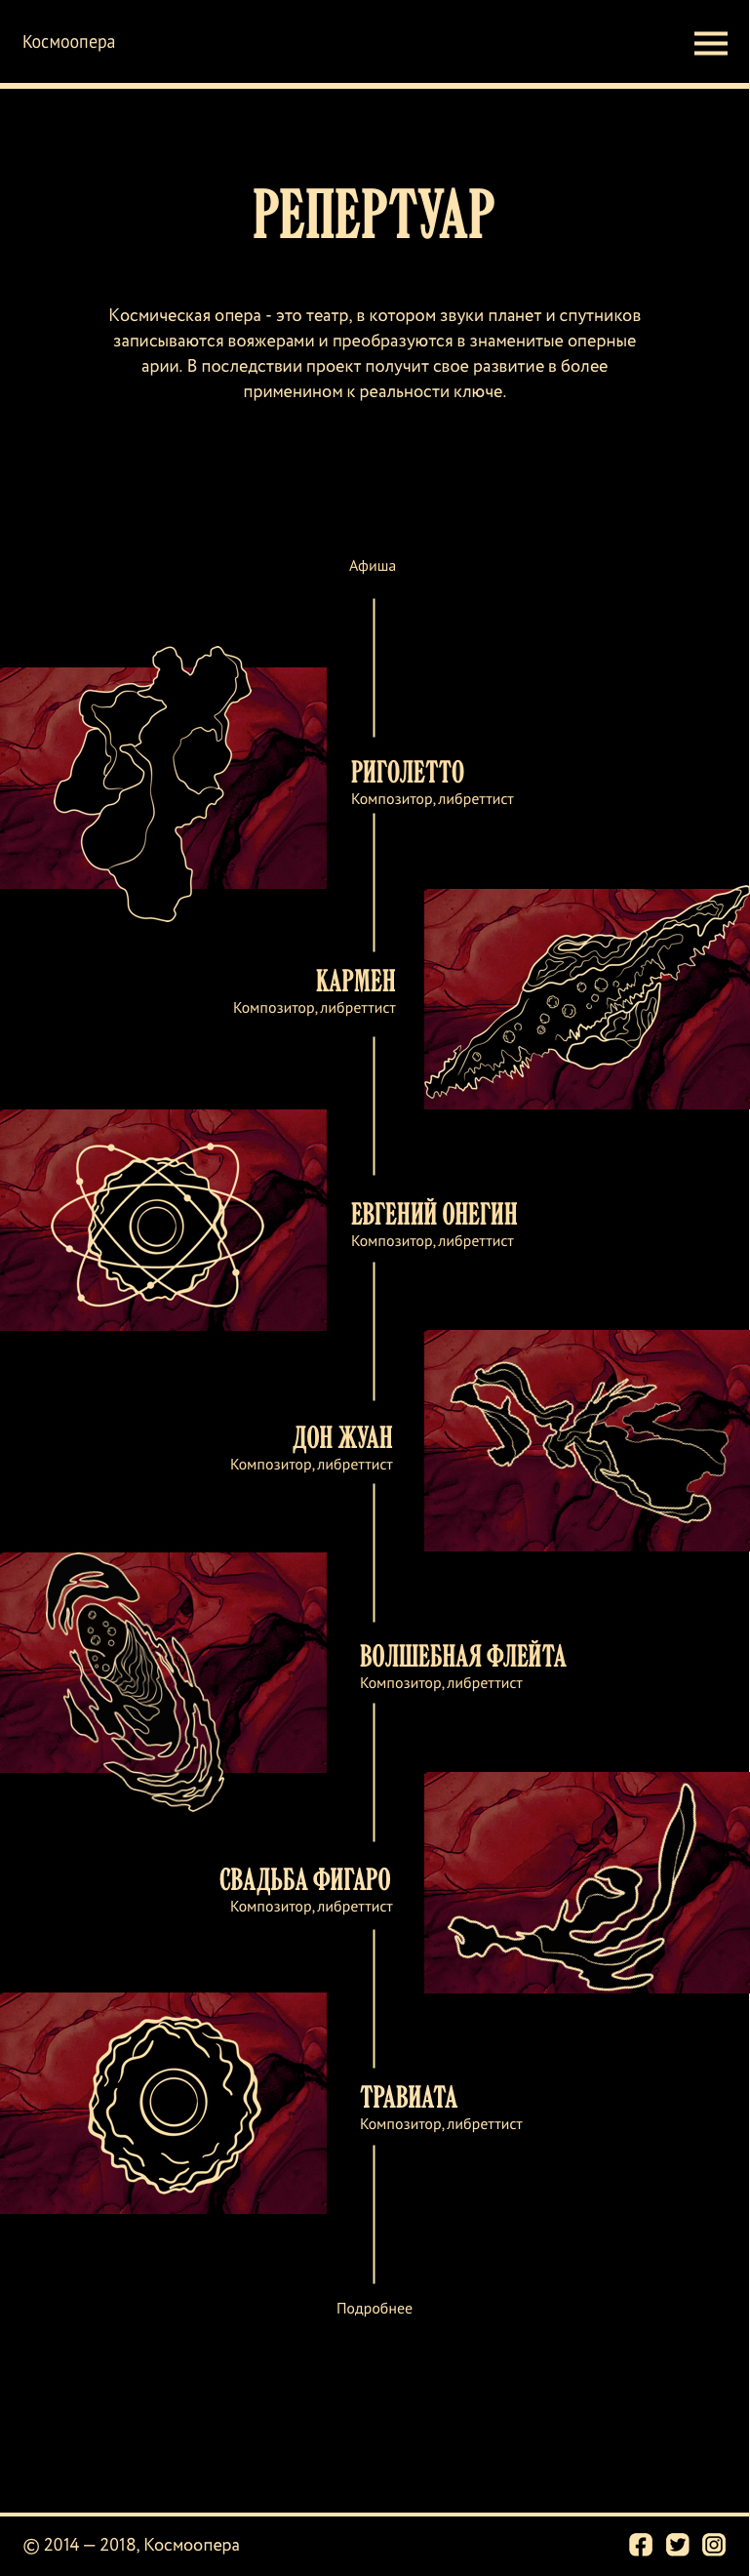 Космоопера
РЕПЕРТУАР
Космическая опера - это театр, в котором звуки планет и спутников
записываются вояжерами и преобразуются в знаменитые оперные
арии. В последствии проект получит свое развитие в более
применином к реальности ключе.
Афиша
РИГОЛЕТТО
Композитор, либреттист
КАРМЕН
Композитор, либреттист
ЕВГЕНИЙ ОНЕГИН
Композитор, либреттист
ДОН ЖУАН
Композитор, либреттист
ВОЛШЕБНАЯ ФЛЕЙТА
Композитор, либреттист
СВАДЬБА ФИГАРО
Композитор, либреттист
ТРАВИАТА
Композитор, либреттист
Подробнее
© 2014 — 2018, Космоопера